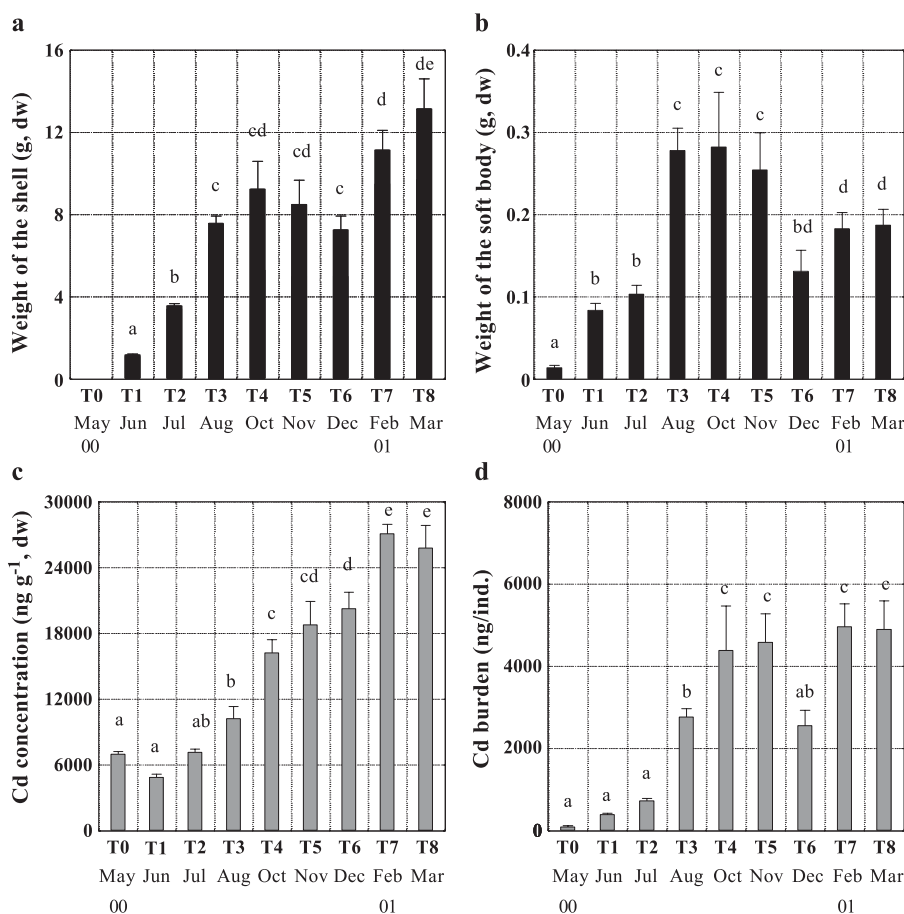 a
Weight of the shell (g, dw)
16
12
8
4
0
a
b
c
cd
cd
c
d
de
T0 T1 T2 T3 T4 T5 T6 T7 T8
May Jun Jul Aug Oct Nov Dec Feb Mar
00 01
b
Weight of the soft body (g, dw)
0.4
0.3
0.2
0.1
0
a
b
b
c
c
c
bd
d
d
T0 T1 T2 T3 T4 T5 T6 T7 T8
May Jun Jul Aug Oct Nov Dec Feb Mar
00 01
c
Cd concentration (ng g-1, dw)
30000
24000
18000
12000
6000
0
a
a
ab
b
c
cd
d
e
e
T0 T1 T2 T3 T4 T5 T6 T7 T8
May Jun Jul Aug Oct Nov Dec Feb Mar
00 01
d
Cd burden (ng/ind.)
8000
6000
4000
2000
0
a
a
a
b
c
c
ab
c
c
T0 T1 T2 T3 T4 T5 T6 T7 T8
May Jun Jul Aug Oct Nov Dec Feb Mar
00 01